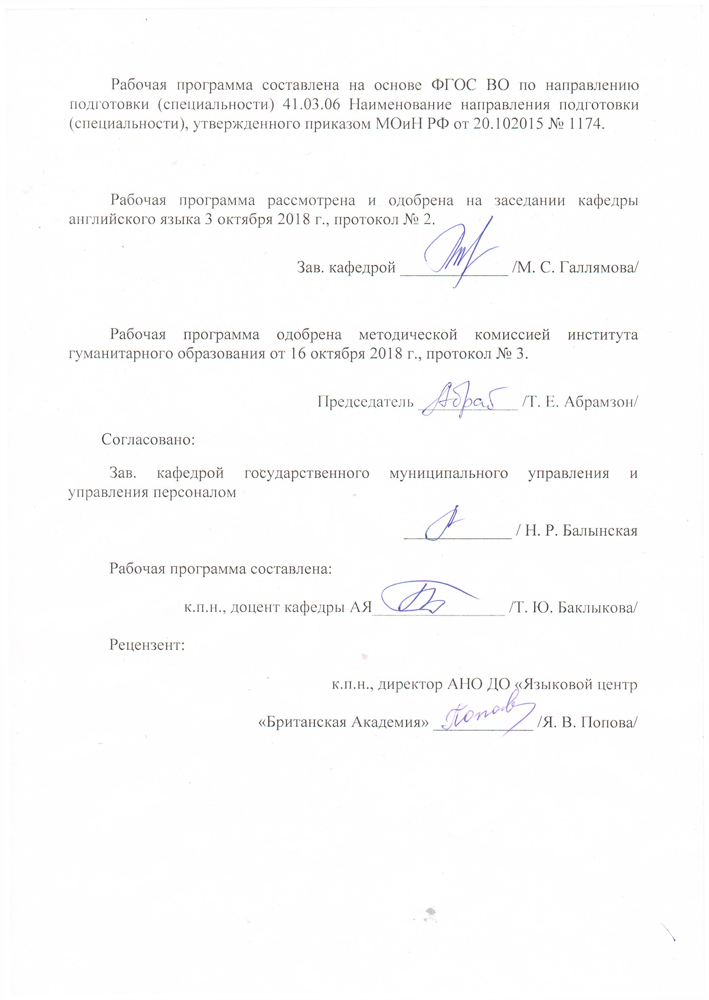 Рабочая программа составлена на основе ФГОС ВО по направлению
подготовки (специальности) 41.03.06 Наименование направления подготовки
(специальности), утвержденного приказом МОиН РФ от 20.102015 № 1174.
Рабочая программа рассмотрена и одобрена на заседании кафедры
английского языка 3 октября 2018 г., протокол № 2.
Зав. кафедрой _____________ /М. С. Галлямова/
Рабочая программа одобрена методической комиссией института
гуманитарного образования от 16 октября 2018 г., протокол № 3.
Председатель ____________ /Т. Е. Абрамзон/
Согласовано:
Зав. кафедрой государственного муниципального управления и
управления персоналом
_____________ / Н. Р. Балынская
Рабочая программа составлена:
к.п.н., доцент кафедры АЯ________________ /Т. Ю. Баклыкова/
Рецензент:
к.п.н., директор АНО ДО «Языковой центр
«Британская Академия» ____________ /Я. В. Попова/